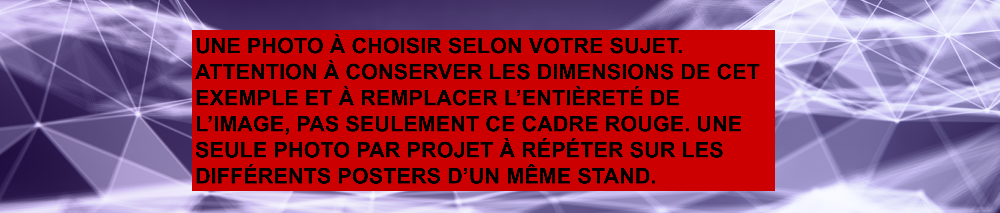 UNE PHOTO À CHOISIR SELON VOTRE SUJET.
ATTENTION À CONSERVER LES DIMENSIONS DE CET
EXEMPLE ET À REMPLACER L’ENTIÈRETÉ DE
L’IMAGE, PAS SEULEMENT CE CADRE ROUGE. UNE
SEULE PHOTO PAR PROJET À RÉPÉTER SUR LES
DIFFÉRENTS POSTERS D’UN MÊME STAND.